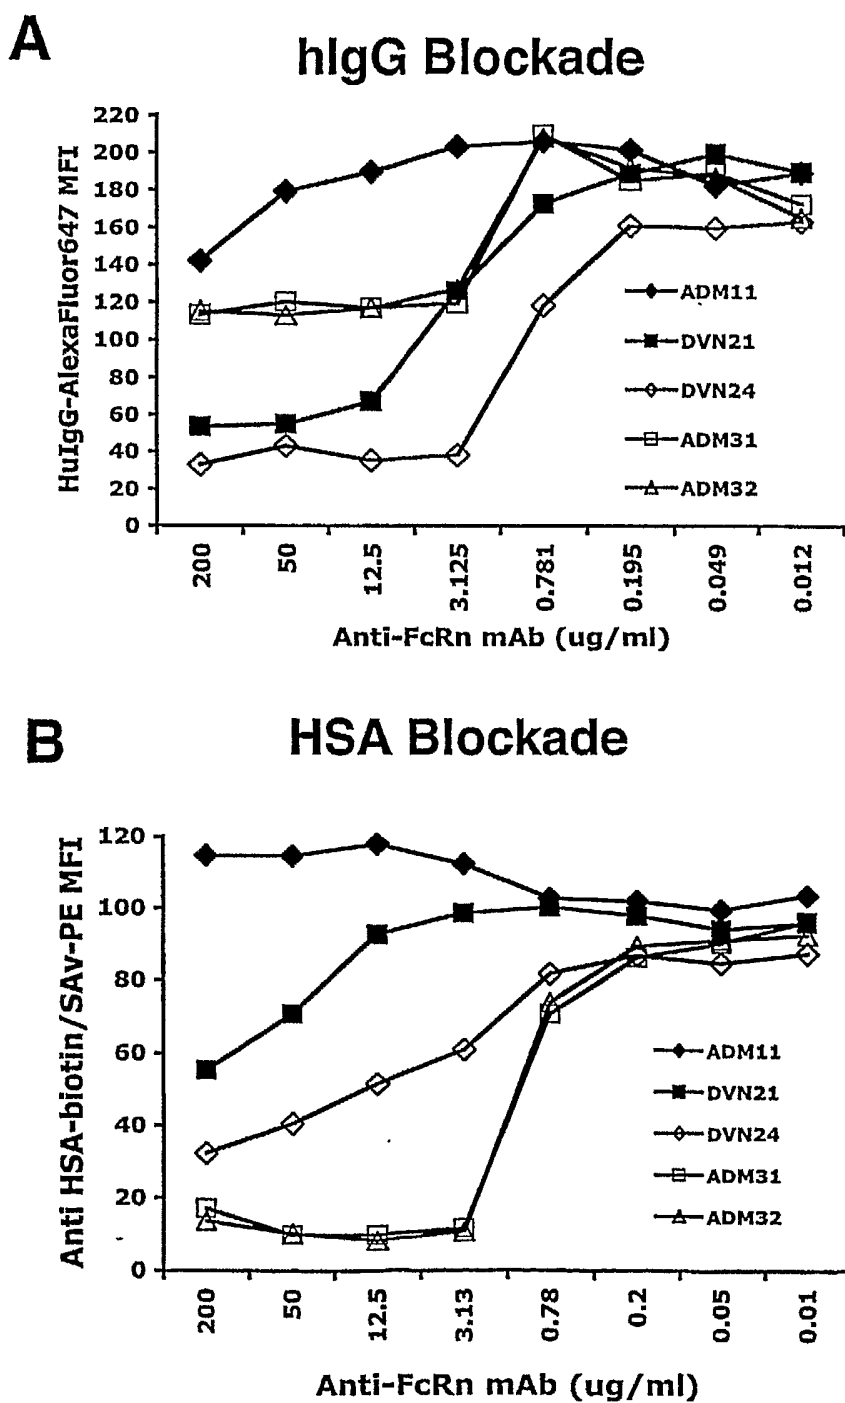 A
hIgG Blockade
HuIgG-AlexaFluor647 MFI
220
200
180
160
140
120
100
80
60
40
20
0
ADM11
DVN21
DVN24
ADM31
ADM32
200
50
12.5
3.125
0.781
0.195
0.049
0.012
Anti-FcRn mAb (ug/ml)
B
HSA Blockade
Anti HSA-biotin/SAv-PE MFI
120
100
80
60
40
20
0
ADM11
DVN21
DVN24
ADM31
ADM32
200
50
12.5
3.13
0.78
0.2
0.05
0.01
Anti-FcRn mAb (ug/ml)